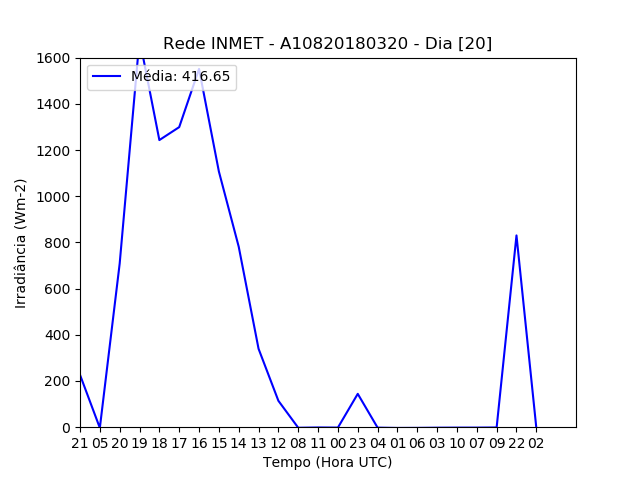 Rede INMET - A10820180320 - Dia [20]
Média: 416.65
1600
1400
1200
1000
800
600
400
200
0
Irradiância (Wm-2)
21 05 20 19 18 17 16 15 14 13 12 08 11 00 23 04 01 06 03 10 07 09 22 02
Tempo (Hora UTC)